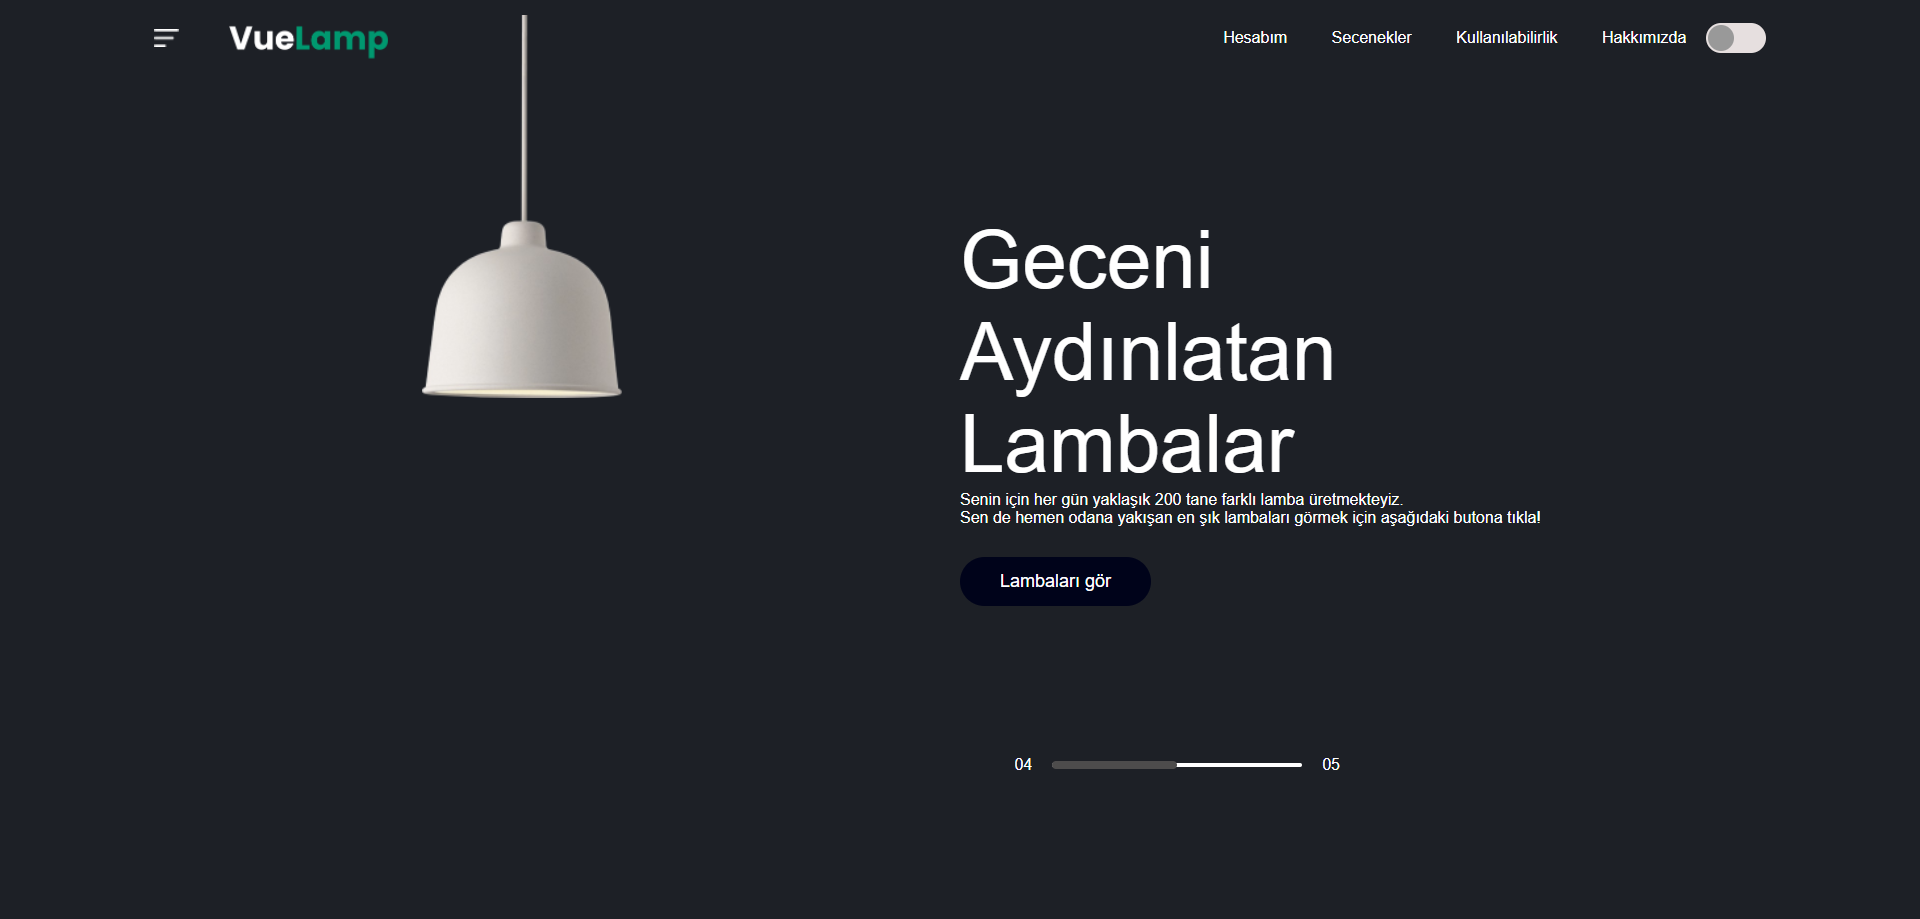 VueLamp
Hesabım Secenekler Kullanılabilirlik Hakkımızda
Geceni
Aydınlatan
Lambalar
Senin için her gün yaklaşık 200 tane farklı lamba üretmekteyiz.
Sen de hemen odana yakışan en şık lambaları görmek için aşağıdaki butona tıkla!
Lambaları gör
04 05